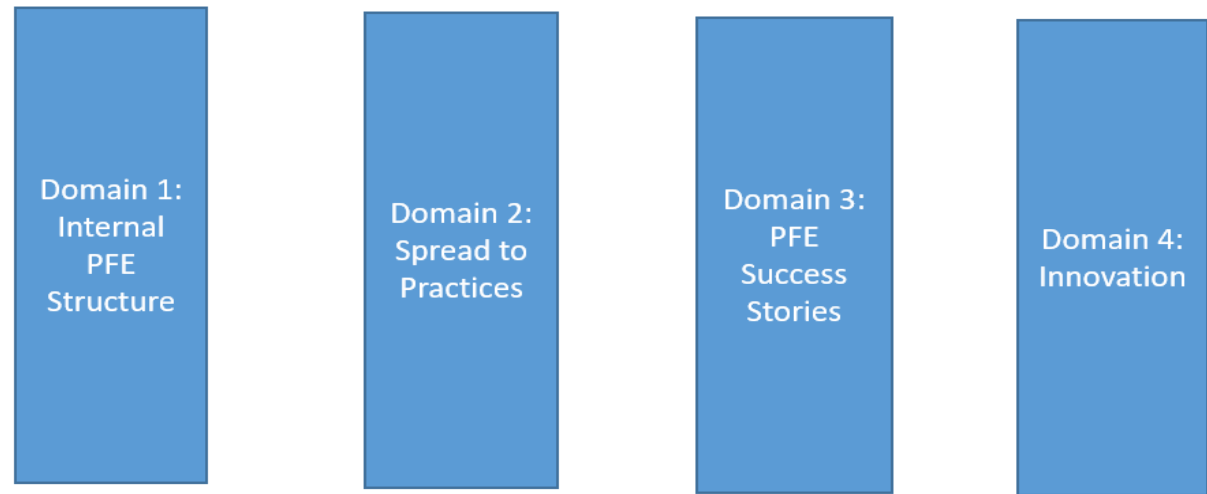 Domain 1:
Internal
PFE
Structure
Domain 2:
Spread to
Practices
Domain 3:
PFE
Success
Stories
Domain 4:
Innovation